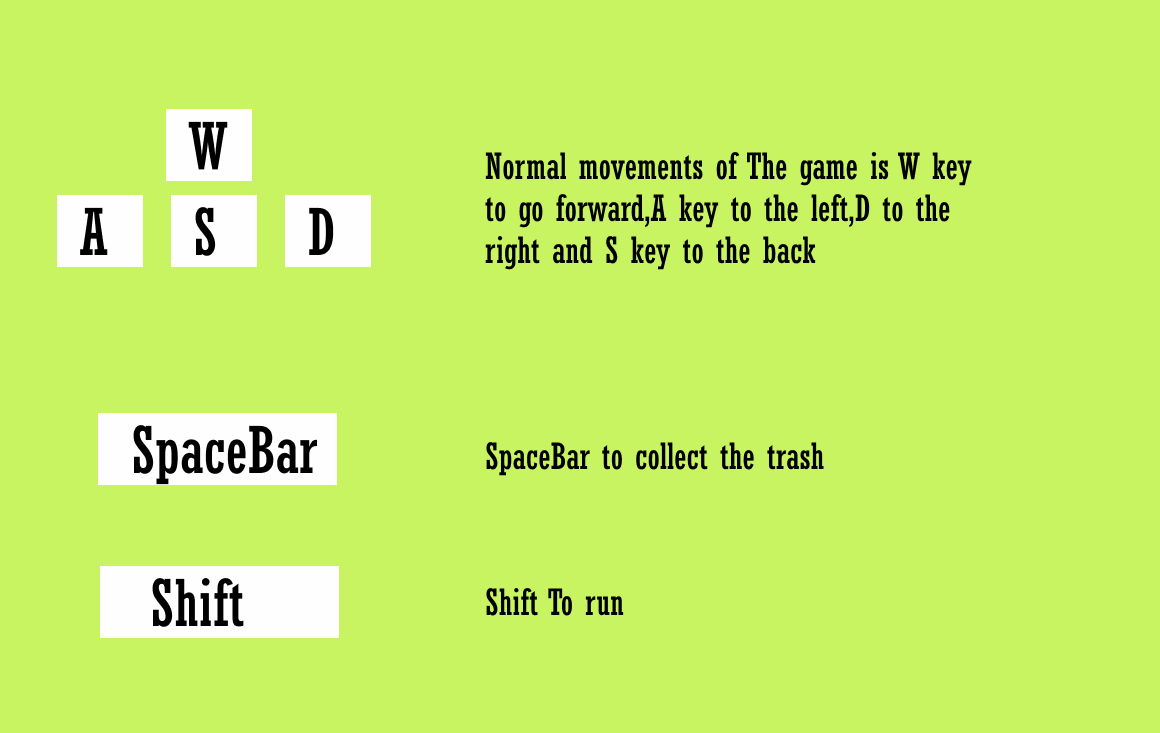 W
A S D
Normal movements of The game is W key
to go forward,A key to the left,D to the
right and S key to the back
SpaceBar
SpaceBar to collect the trash
Shift
Shift To run